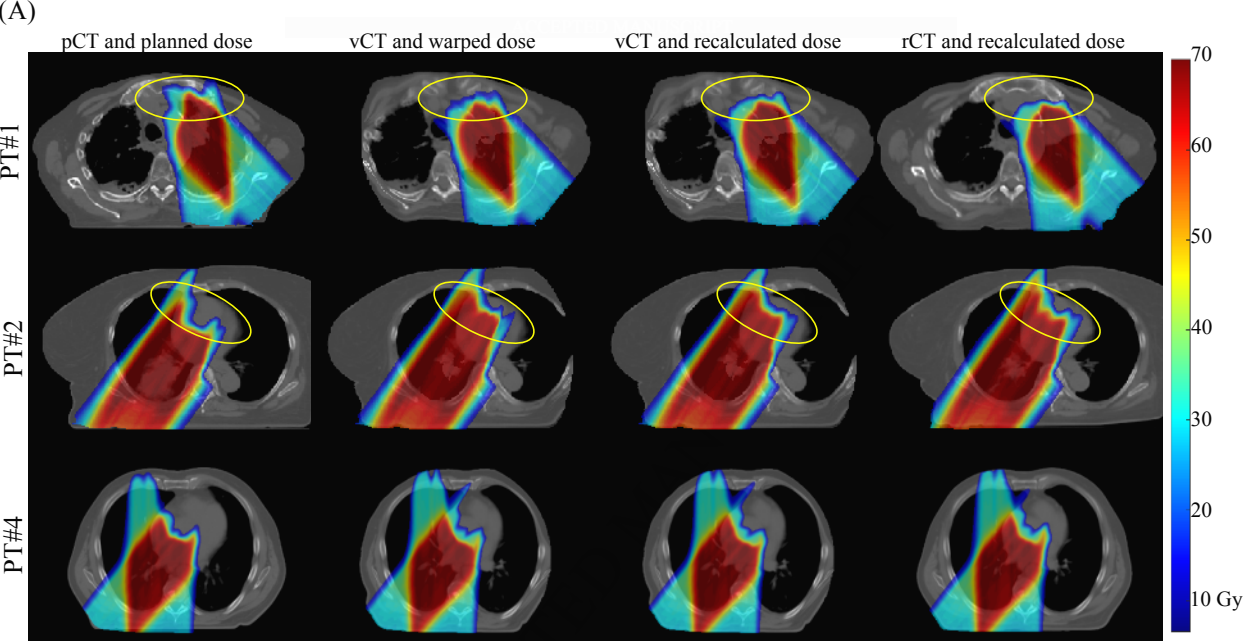 (A)
pCT and planned dose
vCT and warped dose
vCT and recalculated dose
rCT and recalculated dose
70
PT#1
60
50
PT#2
40
30
20
PT#4
10 Gy